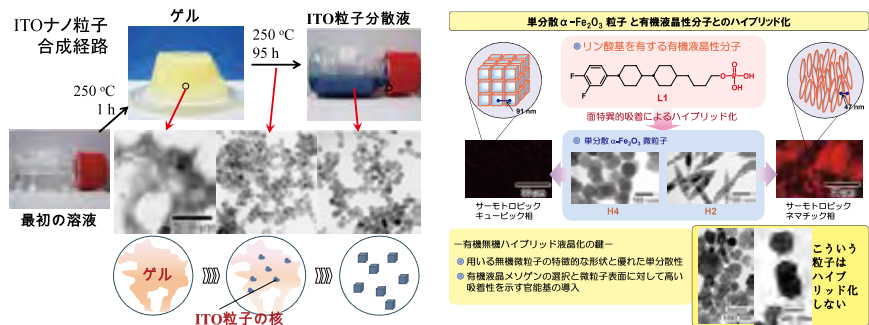 ITOナノ粒子
合成経路
ゲル
250 ℃
95 h
ITO粒子分散液
250 ℃
1 h
最初の溶液
ゲル
ITO粒子の核
単分散 α-Fe₂O₃ 粒子 と有機液晶性分子とのハイブリッド化
リン酸基を有する有機液晶性分子
F
F
O
P
O
OH
OH
L1
91 nm
47 nm
面特異的吸着によるハイブリッド化
単分散 α-Fe₂O₃ 微粒子
H4
H2
サーモトロピック
キュービック相
サーモトロピック
ネマチック相
ー有機無機ハイブリッド液晶化の鍵ー
用いる無機微粒子の特徴的な形状と優れた単分散性
有機液晶メソゲンの選択と微粒子表面に対して高い
吸着性を示す官能基の導入
こういう
粒子は
ハイブ
リッド化
しない